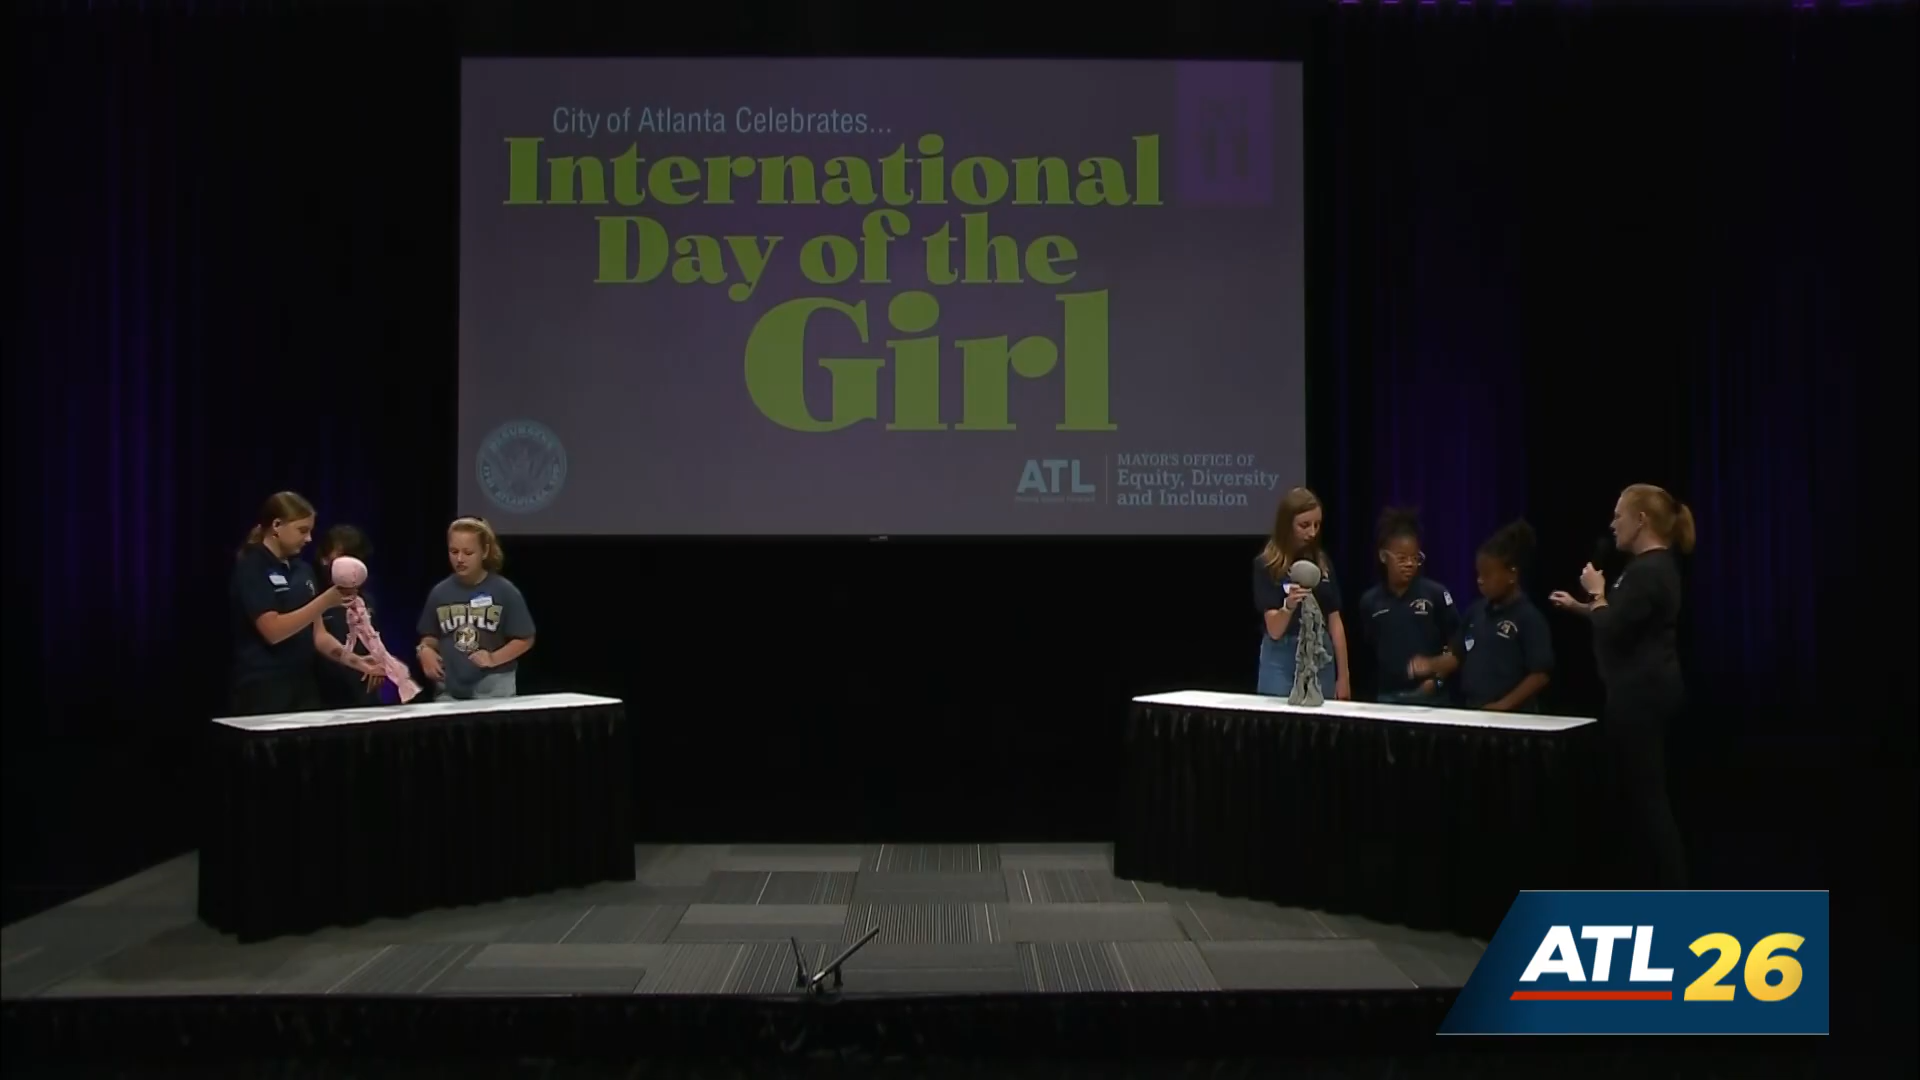 City of Atlanta Celebrates...
International
Day of the
Girl
ATL
MAYOR'S OFFICE OF
Equity, Diversity
and Inclusion
ATL 26